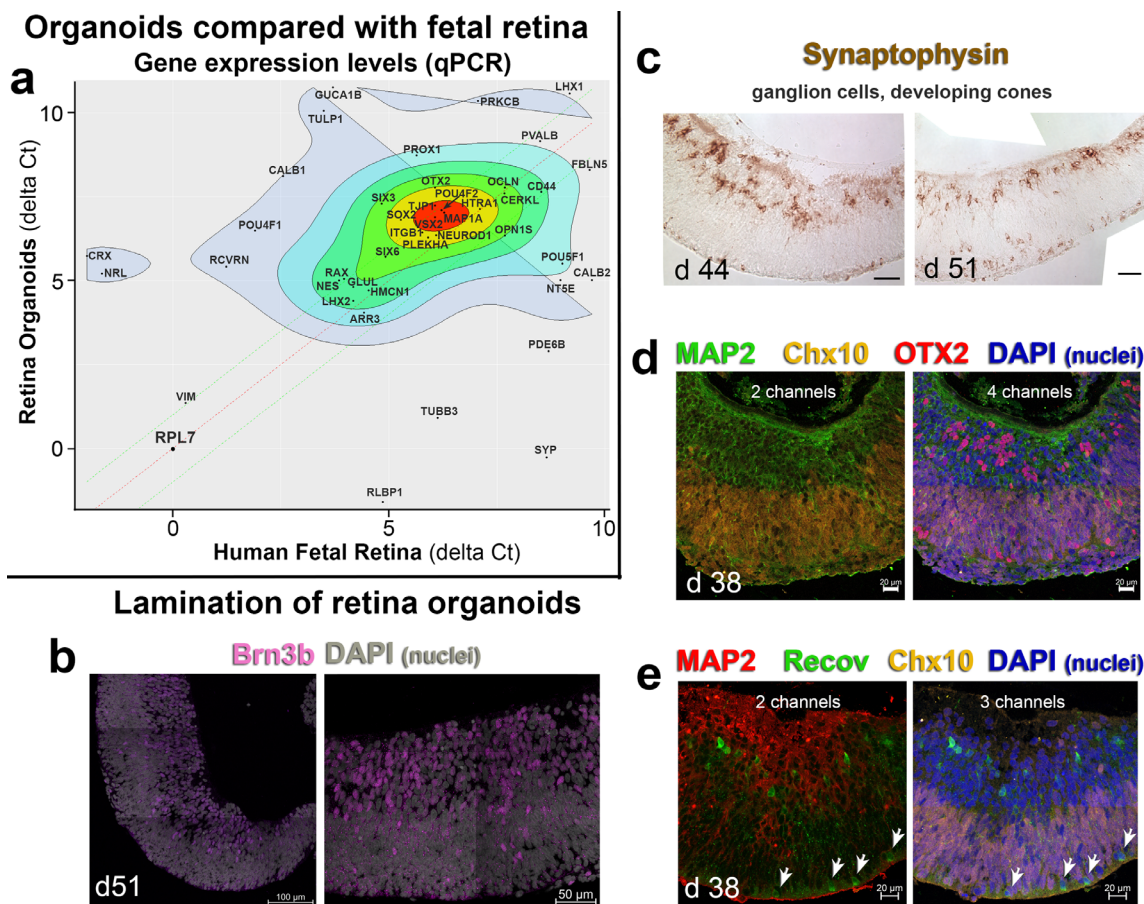 Organoids compared with fetal retina
Gene expression levels (qPCR)
a
Retina Organoids (delta Ct)
10
5
0
GUCA1B
LHX1
PRKCB
TULP1
PVALB
PROX1
FBLN5
CALB1
OTX2
OCLN
CD44
SIX3
POU4F2
CERKL
TJP1
HTRA1
SOX2
MAP1A
POU4F1
VSX2
ITGB1
NEUROD1
OPN1S
PLEKHA
CRX
RCVRN
SIX6
POU5F1
NRL
RAX
CALB2
NES
GLUL
NT5E
HMCN1
LHX2
ARR3
PDE6B
VIM
TUBB3
RPL7
SYP
RLBP1
0
5
10
Human Fetal Retina (delta Ct)
Lamination of retina organoids
b
Brn3b DAPI (nuclei)
d51
100 µm
50 µm
c
Synaptophysin
ganglion cells, developing cones
d 44
d 51
d
MAP2 Chx10 OTX2 DAPI (nuclei)
2 channels
4 channels
d 38
20 µm
20 µm
e
MAP2 Recov Chx10 DAPI (nuclei)
2 channels
3 channels
d 38
20 µm
20 µm